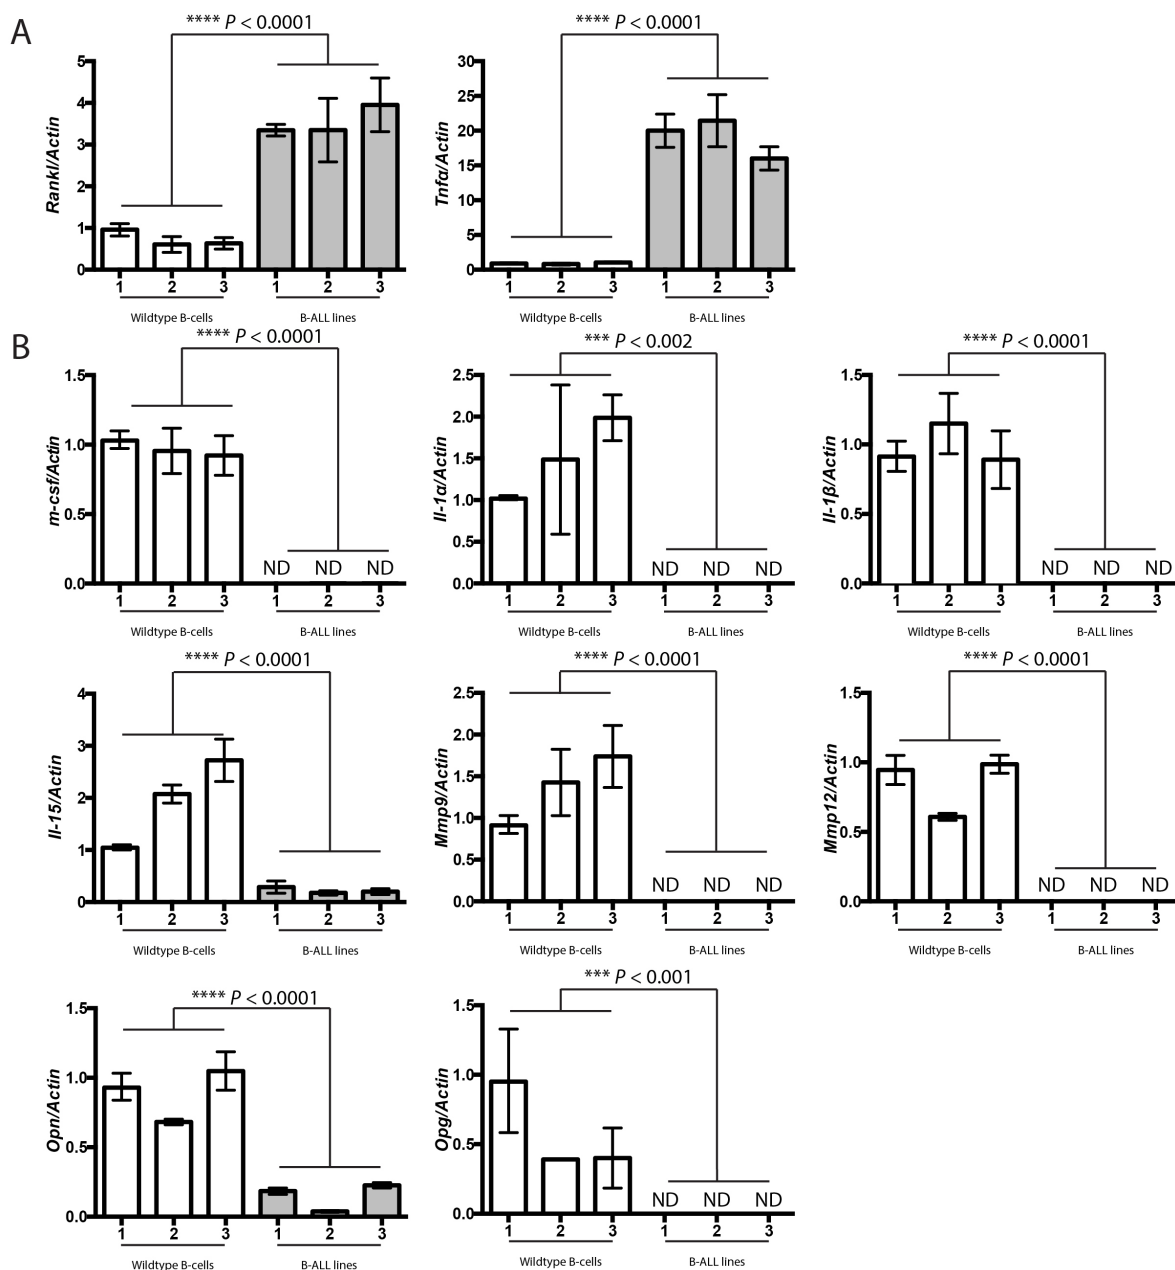 A
**** P < 0.0001
Rankl/Actin
5
4
3
2
1
0
1 2 3 1 2 3
Wildtype B-cells B-ALL lines
**** P < 0.0001
Tnfα/Actin
30
25
20
15
10
5
0
1 2 3 1 2 3
Wildtype B-cells B-ALL lines
B
**** P < 0.0001
m-csf/Actin
1.5
1.0
0.5
0.0
ND ND ND
1 2 3 1 2 3
Wildtype B-cells B-ALL lines
*** P < 0.002
Il-1α/Actin
2.5
2.0
1.5
1.0
0.5
0.0
ND ND ND
1 2 3 1 2 3
Wildtype B-cells B-ALL lines
**** P < 0.0001
Il-1β/Actin
1.5
1.0
0.5
0.0
ND ND ND
1 2 3 1 2 3
Wildtype B-cells B-ALL lines
**** P < 0.0001
Il-15/Actin
4
3
2
1
0
1 2 3 1 2 3
Wildtype B-cells B-ALL lines
**** P < 0.0001
Mmp9/Actin
2.5
2.0
1.5
1.0
0.5
0.0
ND ND ND
1 2 3 1 2 3
Wildtype B-cells B-ALL lines
**** P < 0.0001
Mmp12/Actin
1.5
1.0
0.5
0.0
ND ND ND
1 2 3 1 2 3
Wildtype B-cells B-ALL lines
**** P < 0.0001
Opn/Actin
1.5
1.0
0.5
0.0
1 2 3 1 2 3
Wildtype B-cells B-ALL lines
*** P < 0.001
Opg/Actin
1.5
1.0
0.5
0.0
ND ND ND
1 2 3 1 2 3
Wildtype B-cells B-ALL lines